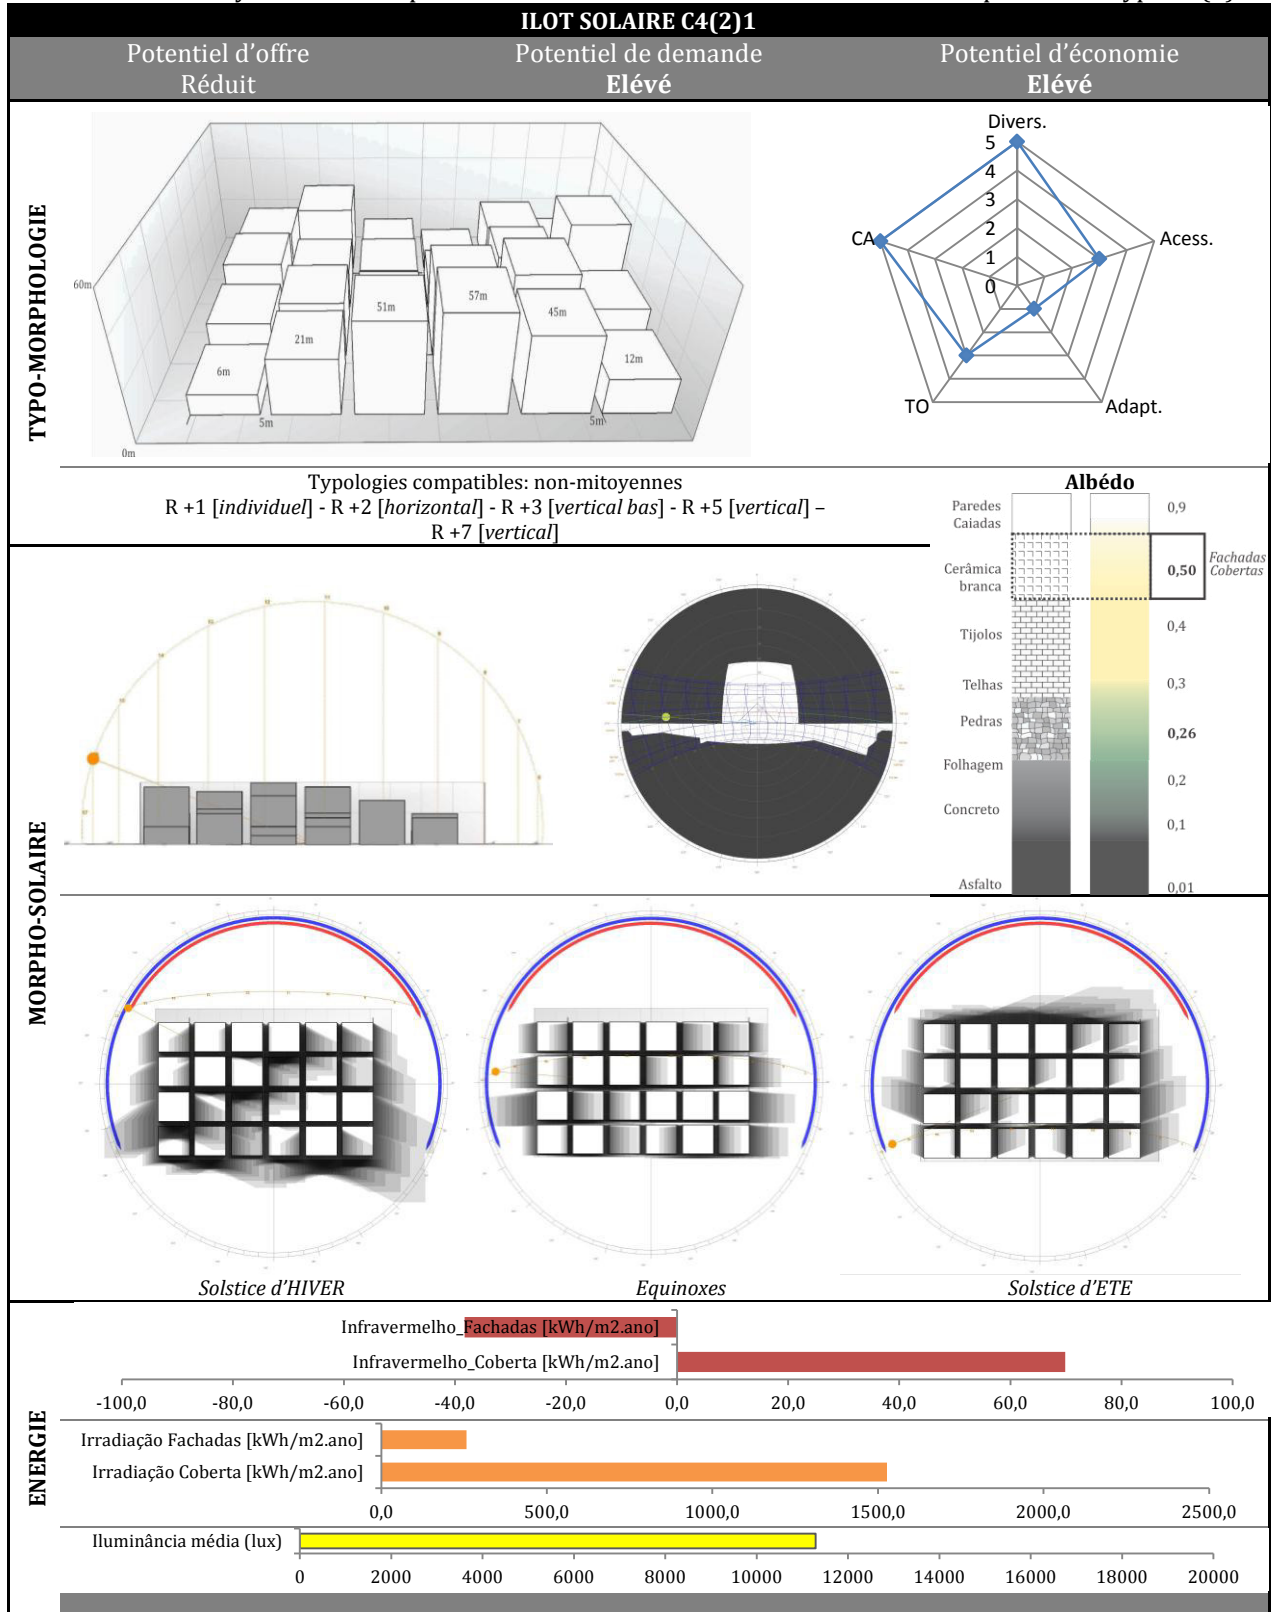 ILOT SOLAIRE C4(2)1
Potentiel d'offre
Réduit
Potentiel de demande
Elévé
Potentiel d'économie
Elévé
TYPO-MORPHOLOGIE
60m
0m
6m
21m
51m
57m
45m
12m
5m
5m
Divers.
5
4
3
2
1
0
CA
Acess.
TO
Adapt.
Typologies compatibles: non-mitoyennes
R +1 [individuel] - R +2 [horizontal] - R +3 [vertical bas] - R +5 [vertical] –
R +7 [vertical]
Albédo
Paredes
Caiadas
0,9
Cerâmica
branca
0,50
Fachadas
Cobertas
Tijolos
0,4
Telhas
0,3
Pedras
0,26
Folhagem
0,2
Concreto
0,1
Asfalto
0,01
MORPHO-SOLAIRE
Solstice d'HIVER
Equinoxes
Solstice d'ETE
ENERGIE
Infravermelho_Fachadas [kWh/m2.ano]
Infravermelho_Coberta [kWh/m2.ano]
-100,0 -80,0 -60,0 -40,0 -20,0 0,0 20,0 40,0 60,0 80,0 100,0
Irradiação Fachadas [kWh/m2.ano]
Irradiação Coberta [kWh/m2.ano]
0,0 500,0 1000,0 1500,0 2000,0 2500,0
Iluminância média (lux)
0 2000 4000 6000 8000 10000 12000 14000 16000 18000 20000